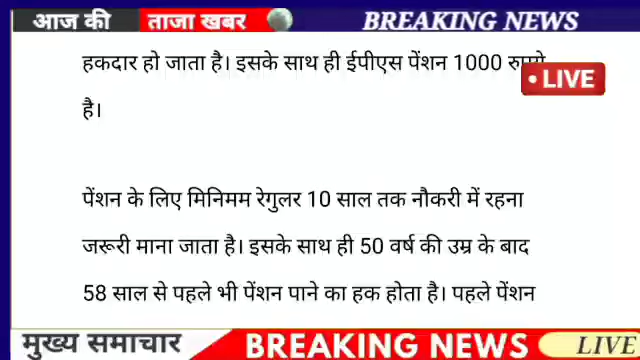 आज की ताजा खबर BREAKING NEWS
हकदार हो जाता है। इसके साथ ही ईपीएस पेंशन 1000
LIVE
है।
पेंशन के लिए मिनिमम रेगुलर 10 साल तक नौकरी में रहना
जरूरी माना जाता है। इसके साथ ही 50 वर्ष की उम्र के बाद
58 साल से पहले भी पेंशन पाने का हक होता है। पहले पेंशन
मुख्य समाचार BREAKING NEWS LIVE